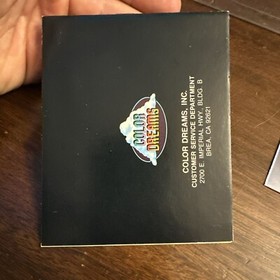 COLOR
DREAMS
COLOR DREAMS, INC.
CUSTOMER SERVICE DEPARTMENT
2700 E. IMPERIAL HWY., BLDG. B
BREA, CA 92621